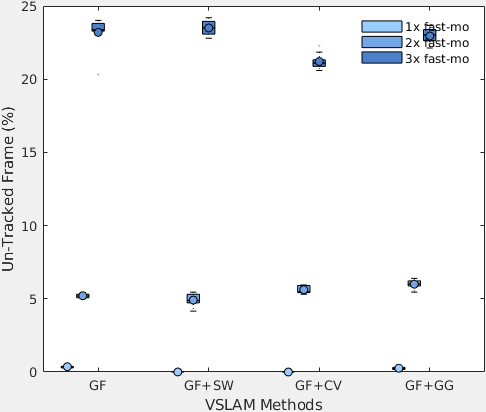 25
20
15
10
5
0
Un-Tracked Frame (%)
1x fast-mo
2x fast-mo
3x fast-mo
GF
GF+SW
GF+CV
GF+GG
VSLAM Methods